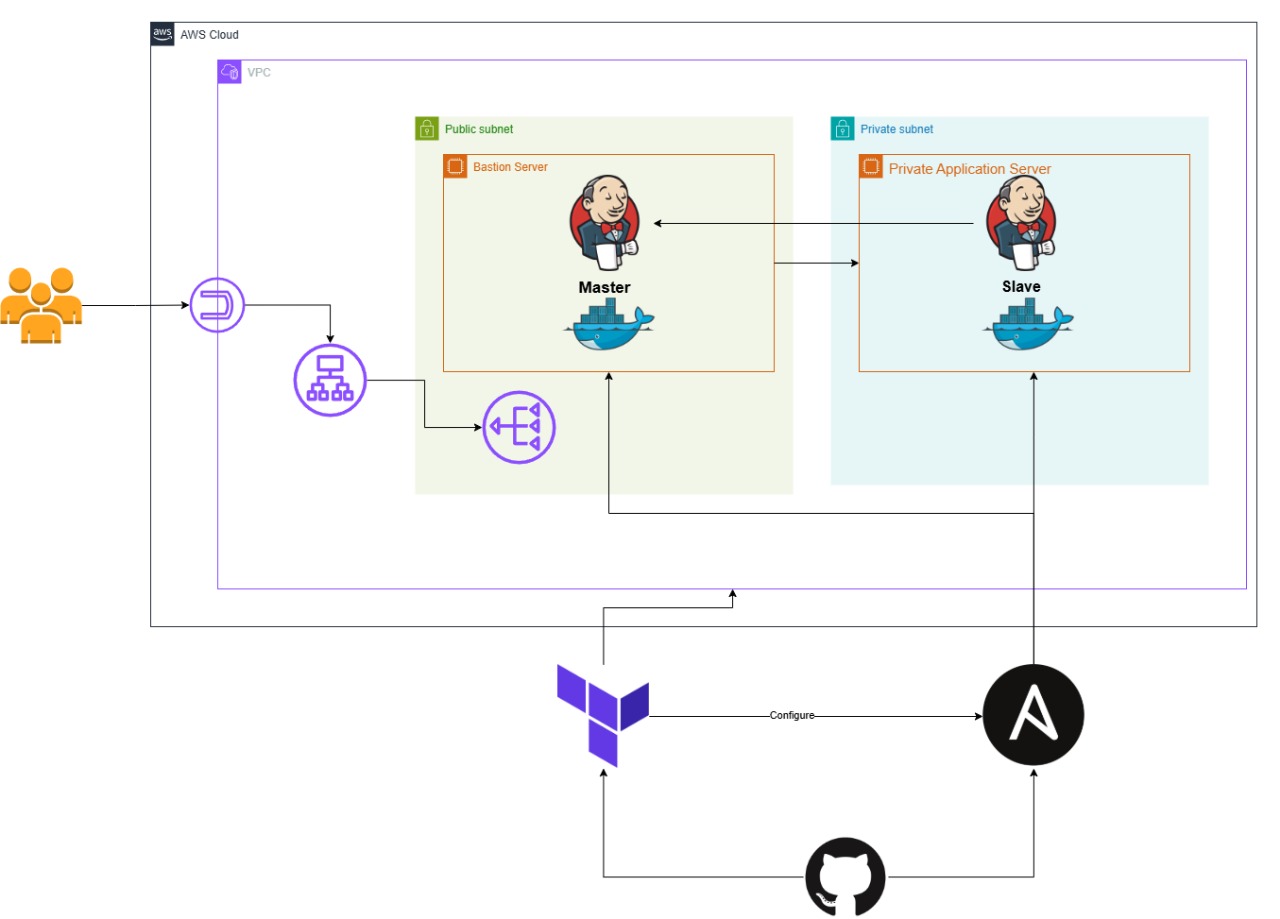 aws
AWS Cloud
VPC
Public subnet
Private subnet
Bastion Server
Private Application Server
Master
Slave
Configure